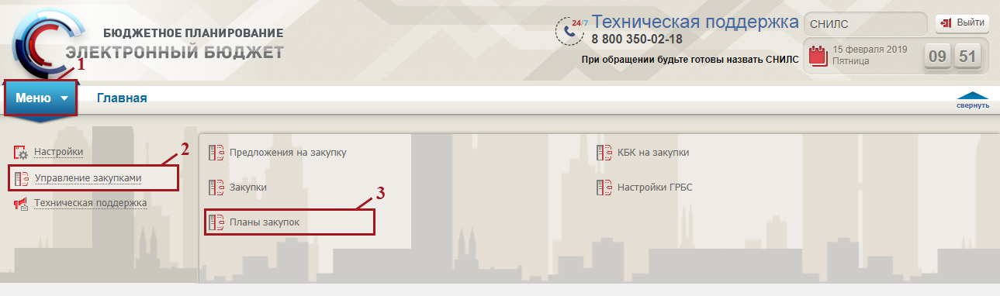 БЮДЖЕТНОЕ ПЛАНИРОВАНИЕ
ЭЛЕКТРОННЫЙ БЮДЖЕТ
24/7 Техническая поддержка
8 800 350-02-18
При обращении будьте готовы назвать СНИЛС
СНИЛС
Выйти
15 февраля 2019
Пятница
09 51
1
Меню
Главная
свернуть
Настройки
2
Управление закупками
Техническая поддержка
Предложения на закупку
КБК на закупки
Закупки
Настройки ГРБС
3
Планы закупок